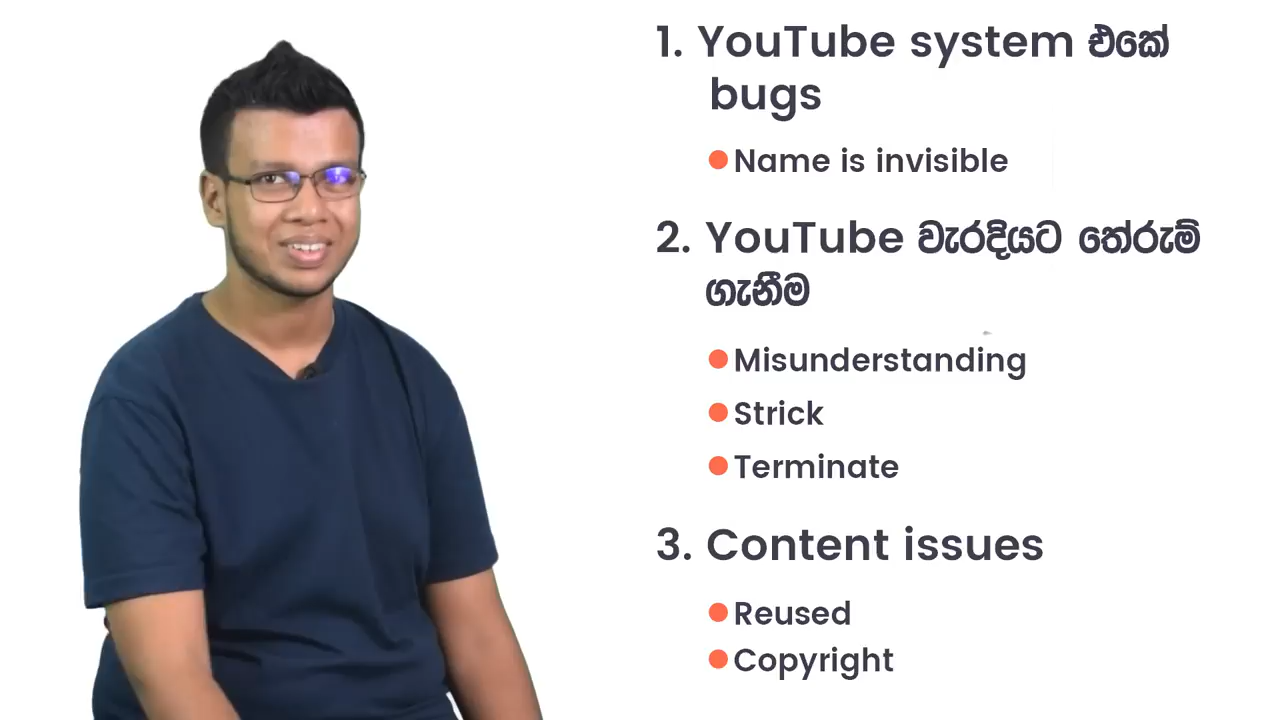 1. YouTube system එකේ
bugs
Name is invisible
2. YouTube වැරදියට තේරුම්
ගැනීම
Misunderstanding
Strick
Terminate
3. Content issues
Reused
Copyright